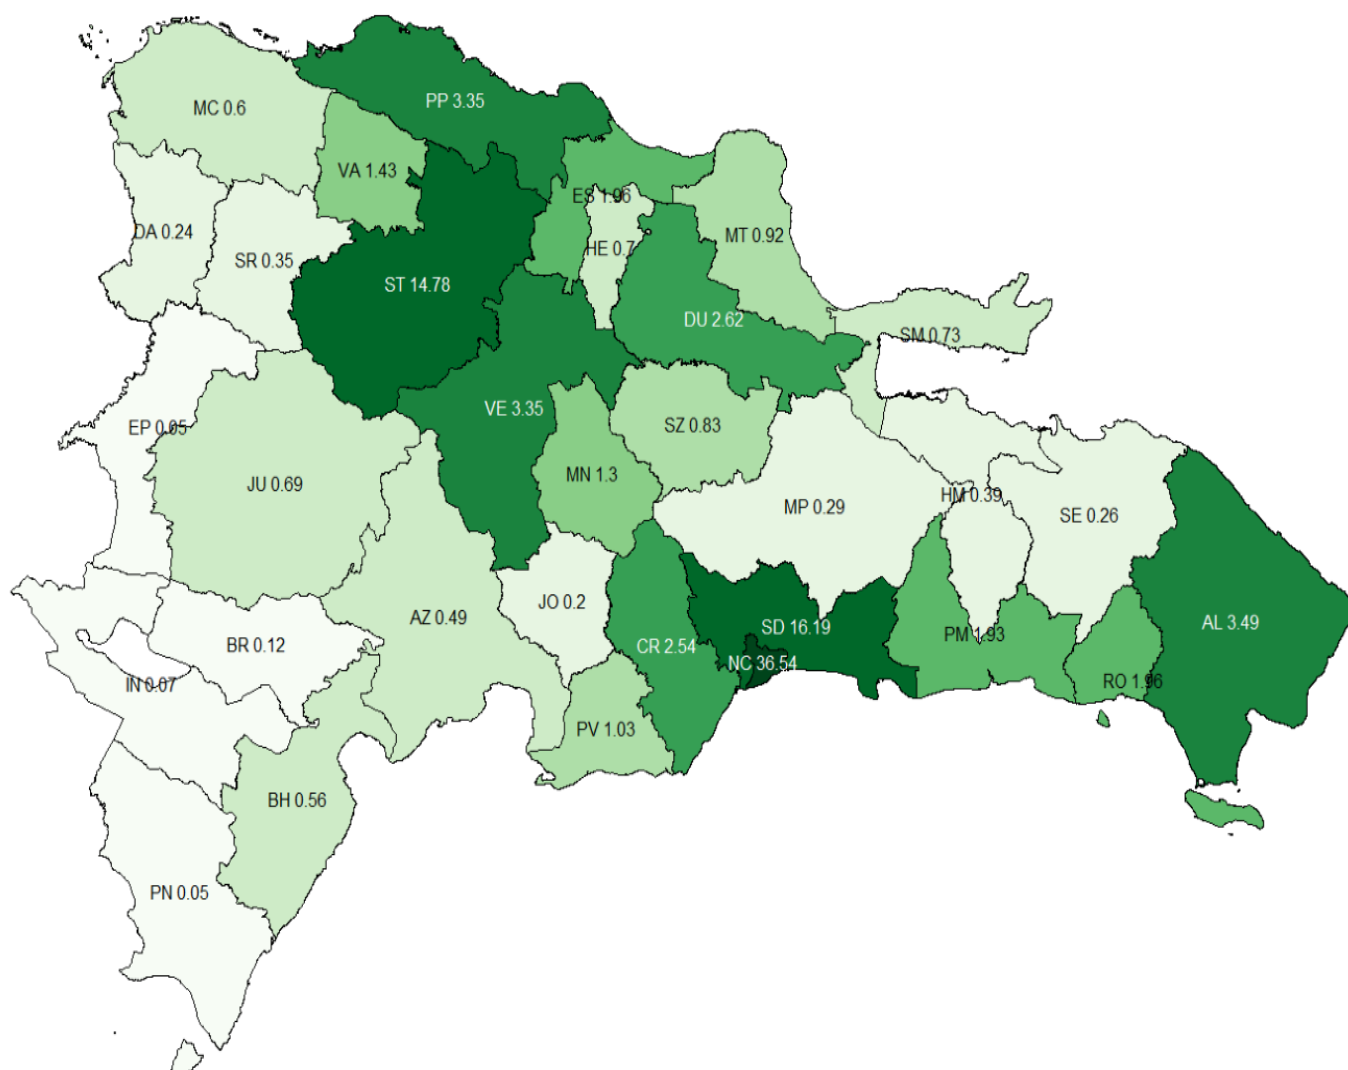 PP 3.35
MC 0.6
VA 1.43
ES 1.96
DA 0.24
HE 0.7
MT 0.92
SR 0.35
ST 14.78
DU 2.62
SM 0.73
VE 3.35
EP 0.05
SZ 0.83
MN 1.3
JU 0.69
HM 0.39
MP 0.29
SE 0.26
JO 0.2
AZ 0.49
SD 16.19
AL 3.49
PM 1.93
BR 0.12
CR 2.54
NC 36.54
IN 0.07
RO 1.96
PV 1.03
BH 0.56
PN 0.05